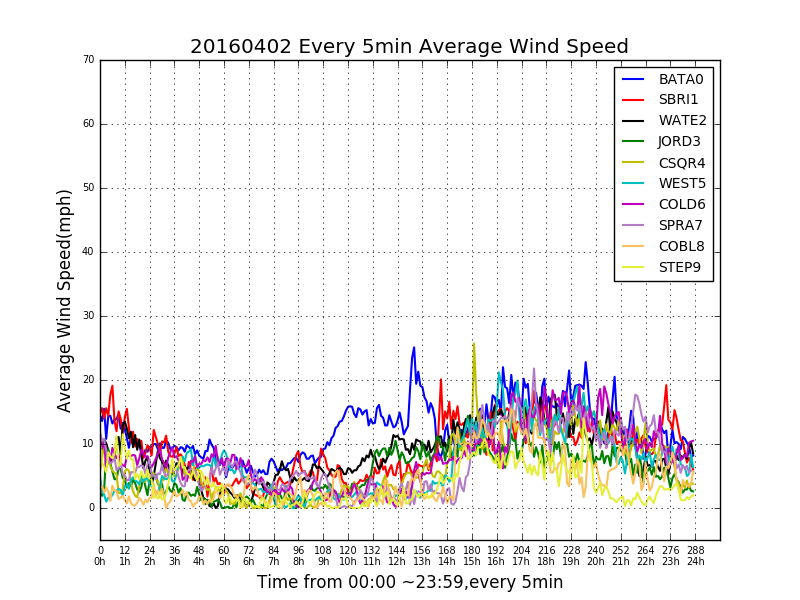 20160402 Every 5min Average Wind Speed
70
60
50
40
30
20
10
0
Average Wind Speed(mph)
BATA0
SBRI1
WATE2
JORD3
CSQR4
WEST5
COLD6
SPRA7
COBL8
STEP9
0 12 24 36 48 60 72 84 96 108 120 132 144 156 168 180 192 204 216 228 240 252 264 276 288
0h 1h 2h 3h 4h 5h 6h 7h 8h 9h 10h 11h 12h 13h 14h 15h 16h 17h 18h 19h 20h 21h 22h 23h 24h
Time from 00:00 ~23:59,every 5min